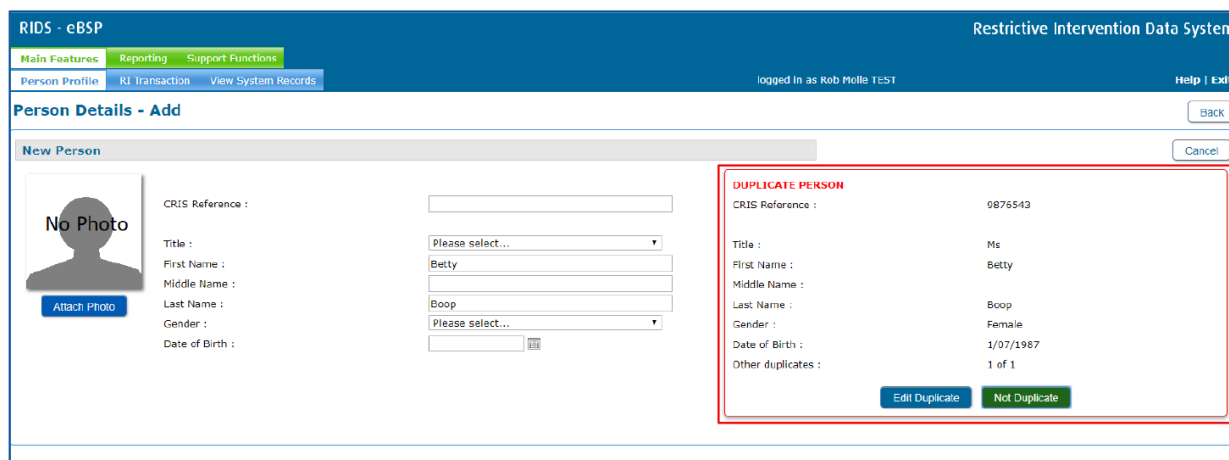 RIDS - eBSP
Restrictive Intervention Data System
Main Features Reporting Support Functions
Person Profile RI Transaction View System Records logged in as Rob Molle TEST Help | Exit
Person Details - Add
Back
New Person
Cancel
No Photo
Attach Photo
CRIS Reference :
Title : Please select...
First Name : Betty
Middle Name :
Last Name : Boop
Gender : Please select...
Date of Birth :
DUPLICATE PERSON
CRIS Reference : 9876543
Title : Ms
First Name : Betty
Middle Name :
Last Name : Boop
Gender : Female
Date of Birth : 1/07/1987
Other duplicates : 1 of 1
Edit Duplicate Not Duplicate